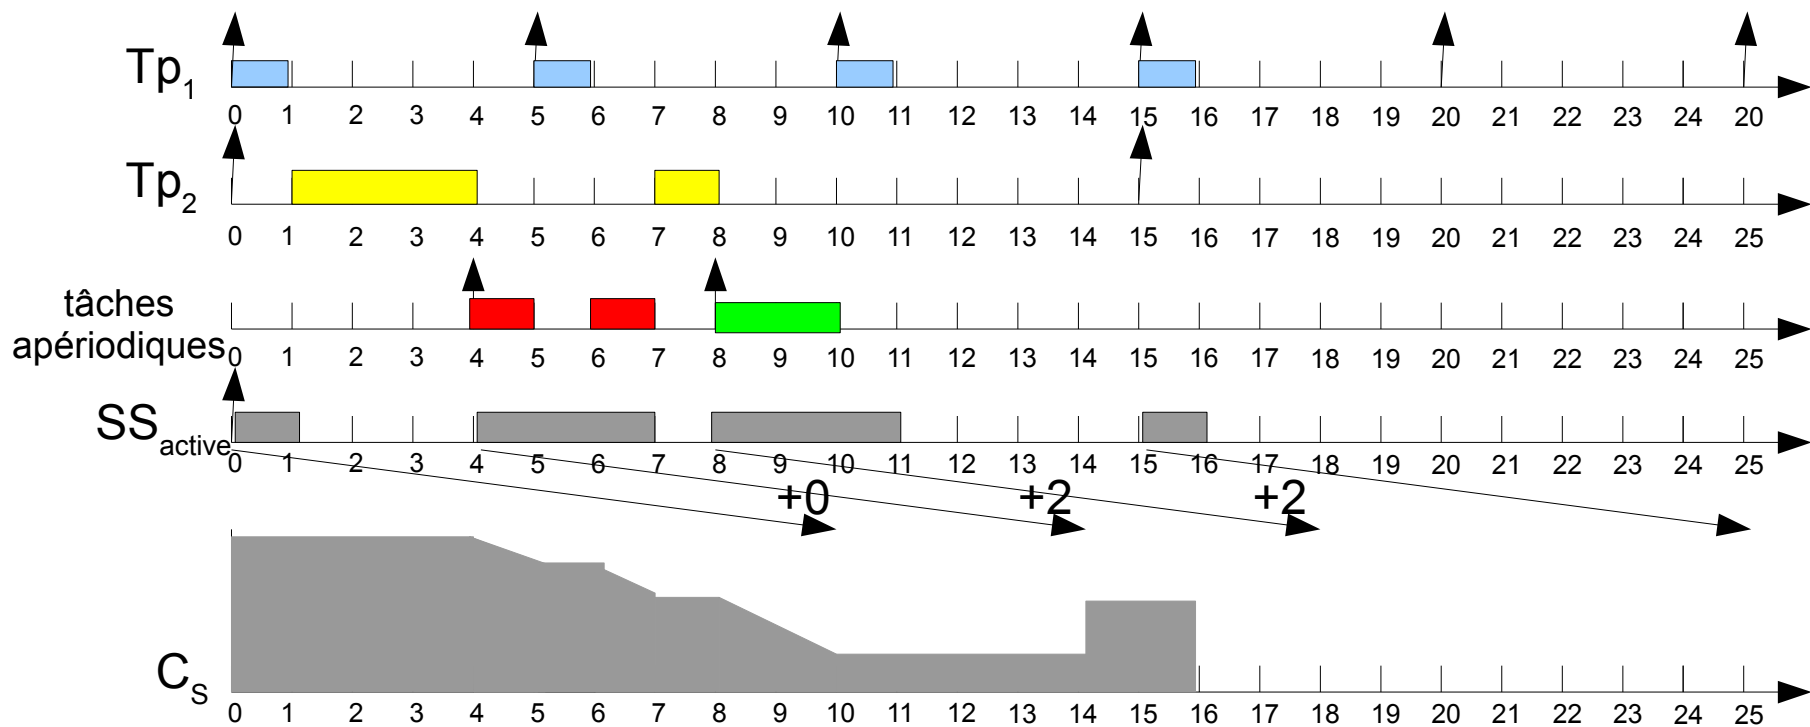 Tp1
0 1 2 3 4 5 6 7 8 9 10 11 12 13 14 15 16 17 18 19 20 21 22 23 24 20
Tp2
0 1 2 3 4 5 6 7 8 9 10 11 12 13 14 15 16 17 18 19 20 21 22 23 24 25
tâches
apériodiques
0 1 2 3 4 5 6 7 8 9 10 11 12 13 14 15 16 17 18 19 20 21 22 23 24 25
SSactive
0 1 2 3 4 5 6 7 8 9 10 11 12 13 14 15 16 17 18 19 20 21 22 23 24 25
+0 +2 +2
CS
0 1 2 3 4 5 6 7 8 9 10 11 12 13 14 15 16 17 18 19 20 21 22 23 24 25